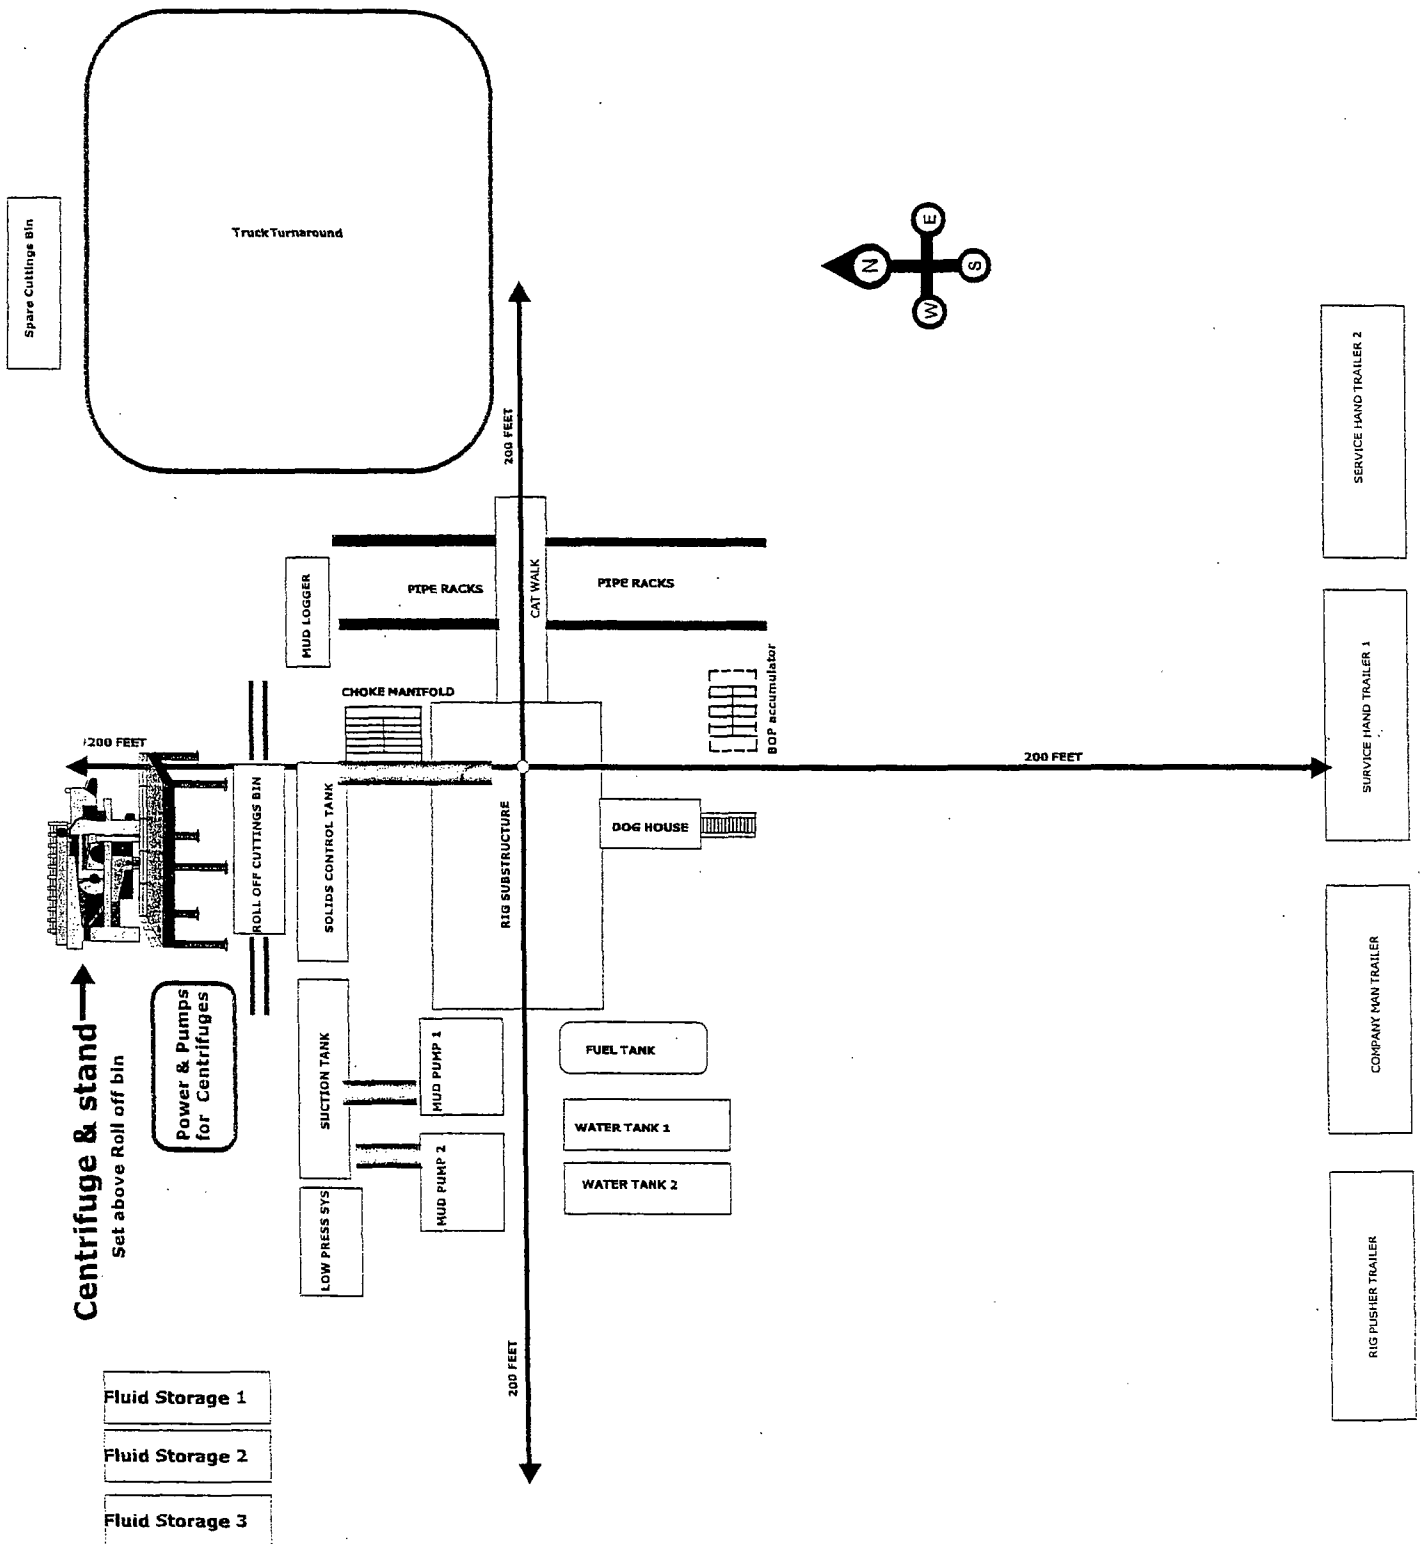 Spare Cuttings Bin
Truck Turnaround
N
E
S
W
200 FEET
SERVICE HAND TRAILER 2
MUD LOGGER
PIPE RACKS
CAT WALK
PIPE RACKS
CHOKE MANIFOLD
BOP accumulator
200 FEET
200 FEET
SURVICE HAND TRAILER 1
ROLL OFF CUTTINGS BIN
SOLIDS CONTROL TANK
RIG SUBSTRUCTURE
DOG HOUSE
Centrifuge & stand
Set above Roll off bin
Power & Pumps
for Centrifuges
SUCTION TANK
MUD PUMP 1
FUEL TANK
COMPANY MAN TRAILER
MUD PUMP 2
WATER TANK 1
WATER TANK 2
LOW PRESS SYS
RIG PUSHER TRAILER
200 FEET
Fluid Storage 1
Fluid Storage 2
Fluid Storage 3